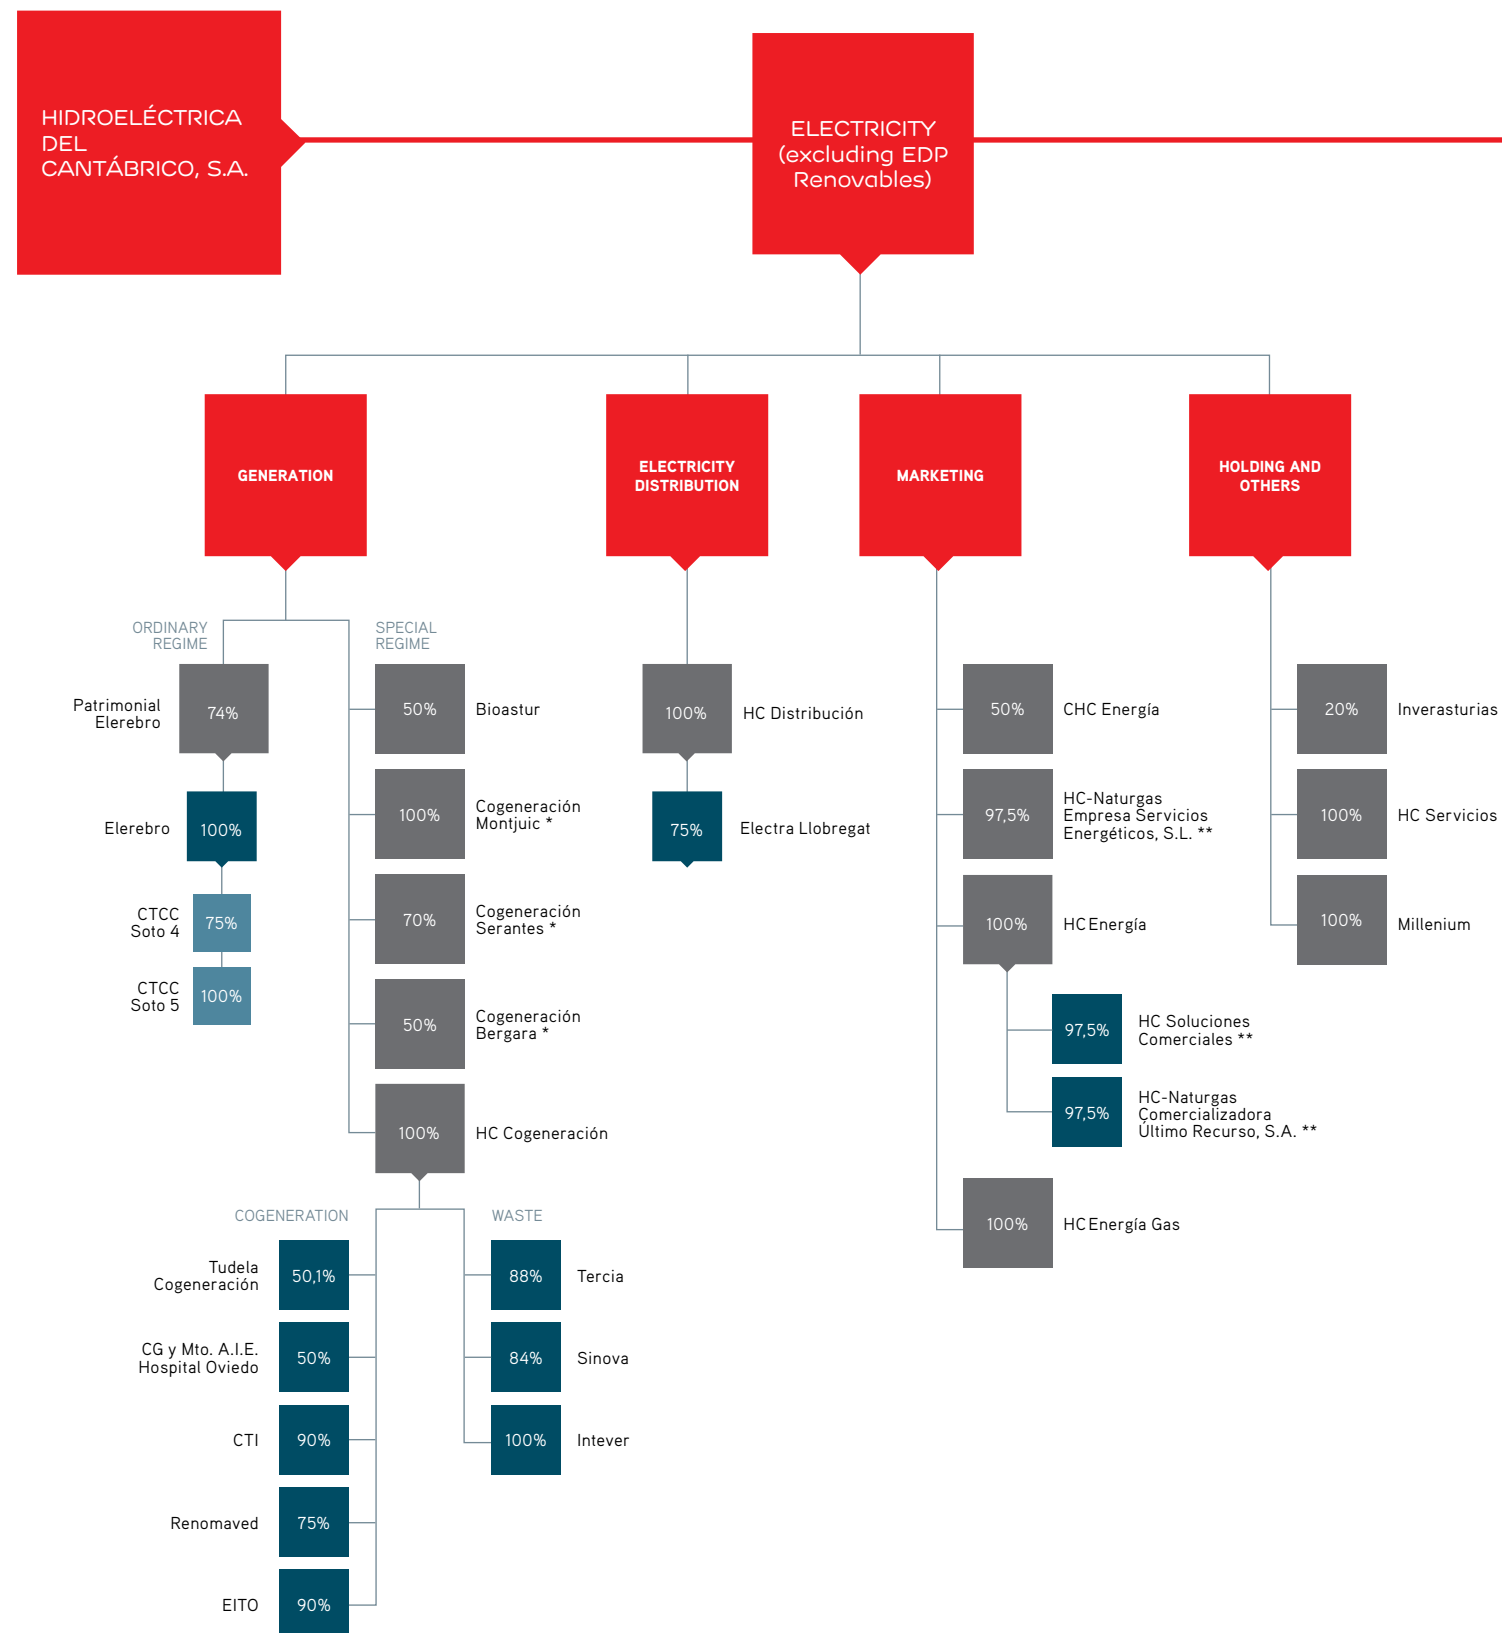 HIDROELÉCTRICA
DEL
CANTÁBRICO, S.A.
ELECTRICITY
(excluding EDP
Renovables)
GENERATION
ELECTRICITY
DISTRIBUTION
MARKETING
HOLDING AND
OTHERS
ORDINARY
REGIME
Patrimonial
Elerebro
74%
Elerebro
100%
CTCC
Soto 4
75%
CTCC
Soto 5
100%
SPECIAL
REGIME
50%
Bioastur
100%
Cogeneración
Montjuic *
70%
Cogeneración
Serantes *
50%
Cogeneración
Bergara *
100%
HC Cogeneración
COGENERATION
Tudela
Cogeneración
50,1%
CG y Mto. A.I.E.
Hospital Oviedo
50%
CTI
90%
Renomaved
75%
EITO
90%
WASTE
88%
Tercia
84%
Sinova
100%
Intever
100%
HC Distribución
75%
Electra Llobregat
50%
CHC Energía
97,5%
HC-Naturgas
Empresa Servicios
Energéticos, S.L. **
100%
HC Energía
97,5%
HC Soluciones
Comerciales **
97,5%
HC-Naturgas
Comercializadora
Último Recurso, S.A. **
100%
HC Energía Gas
20%
Inverasturias
100%
HC Servicios
100%
Millenium